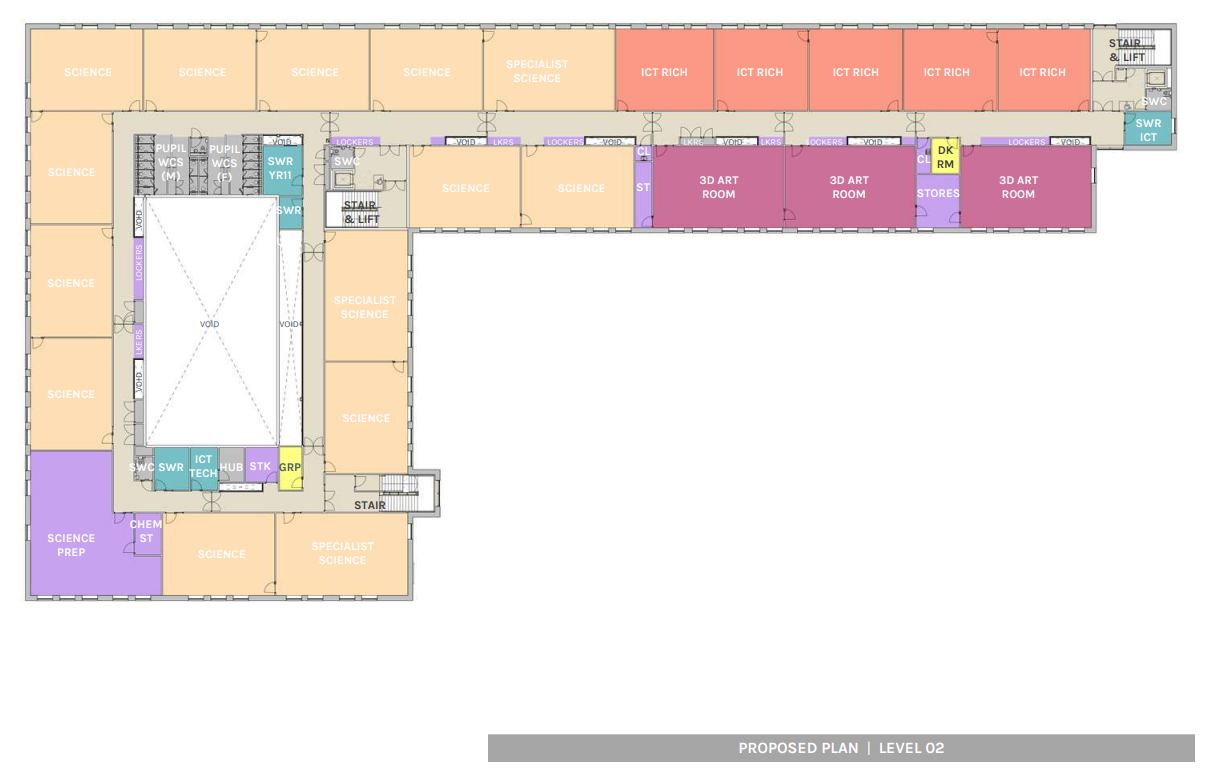 SCIENCE
SCIENCE
SCIENCE
SCIENCE
SPECIALIST
SCIENCE
ICT RICH
ICT RICH
ICT RICH
ICT RICH
ICT RICH
STAIR
& LIFT
SWC
SWR
ICT
SCIENCE
PUPIL
WCS
(M)
PUPIL
WCS
(F)
VOID
SWR
YR11
SWR
LOCKERS
SWC
STAIR
& LIFT
VOID
LKRS
LOCKERS
VOID
LKRS
VOID
LKRS
LOCKERS
VOID
LOCKERS
VOID
SCIENCE
SCIENCE
CL
ST
3D ART
ROOM
3D ART
ROOM
CL
DK
RM
STORES
3D ART
ROOM
VOID
LOCKERS
SCIENCE
VOID
VOID
SPECIALIST
SCIENCE
LKERS
VOID
SCIENCE
SCIENCE
SWC
SWR
ICT
TECH
HUB
STK
GRP
STAIR
SCIENCE
PREP
CHEM
ST
SCIENCE
SPECIALIST
SCIENCE
PROPOSED PLAN | LEVEL 02